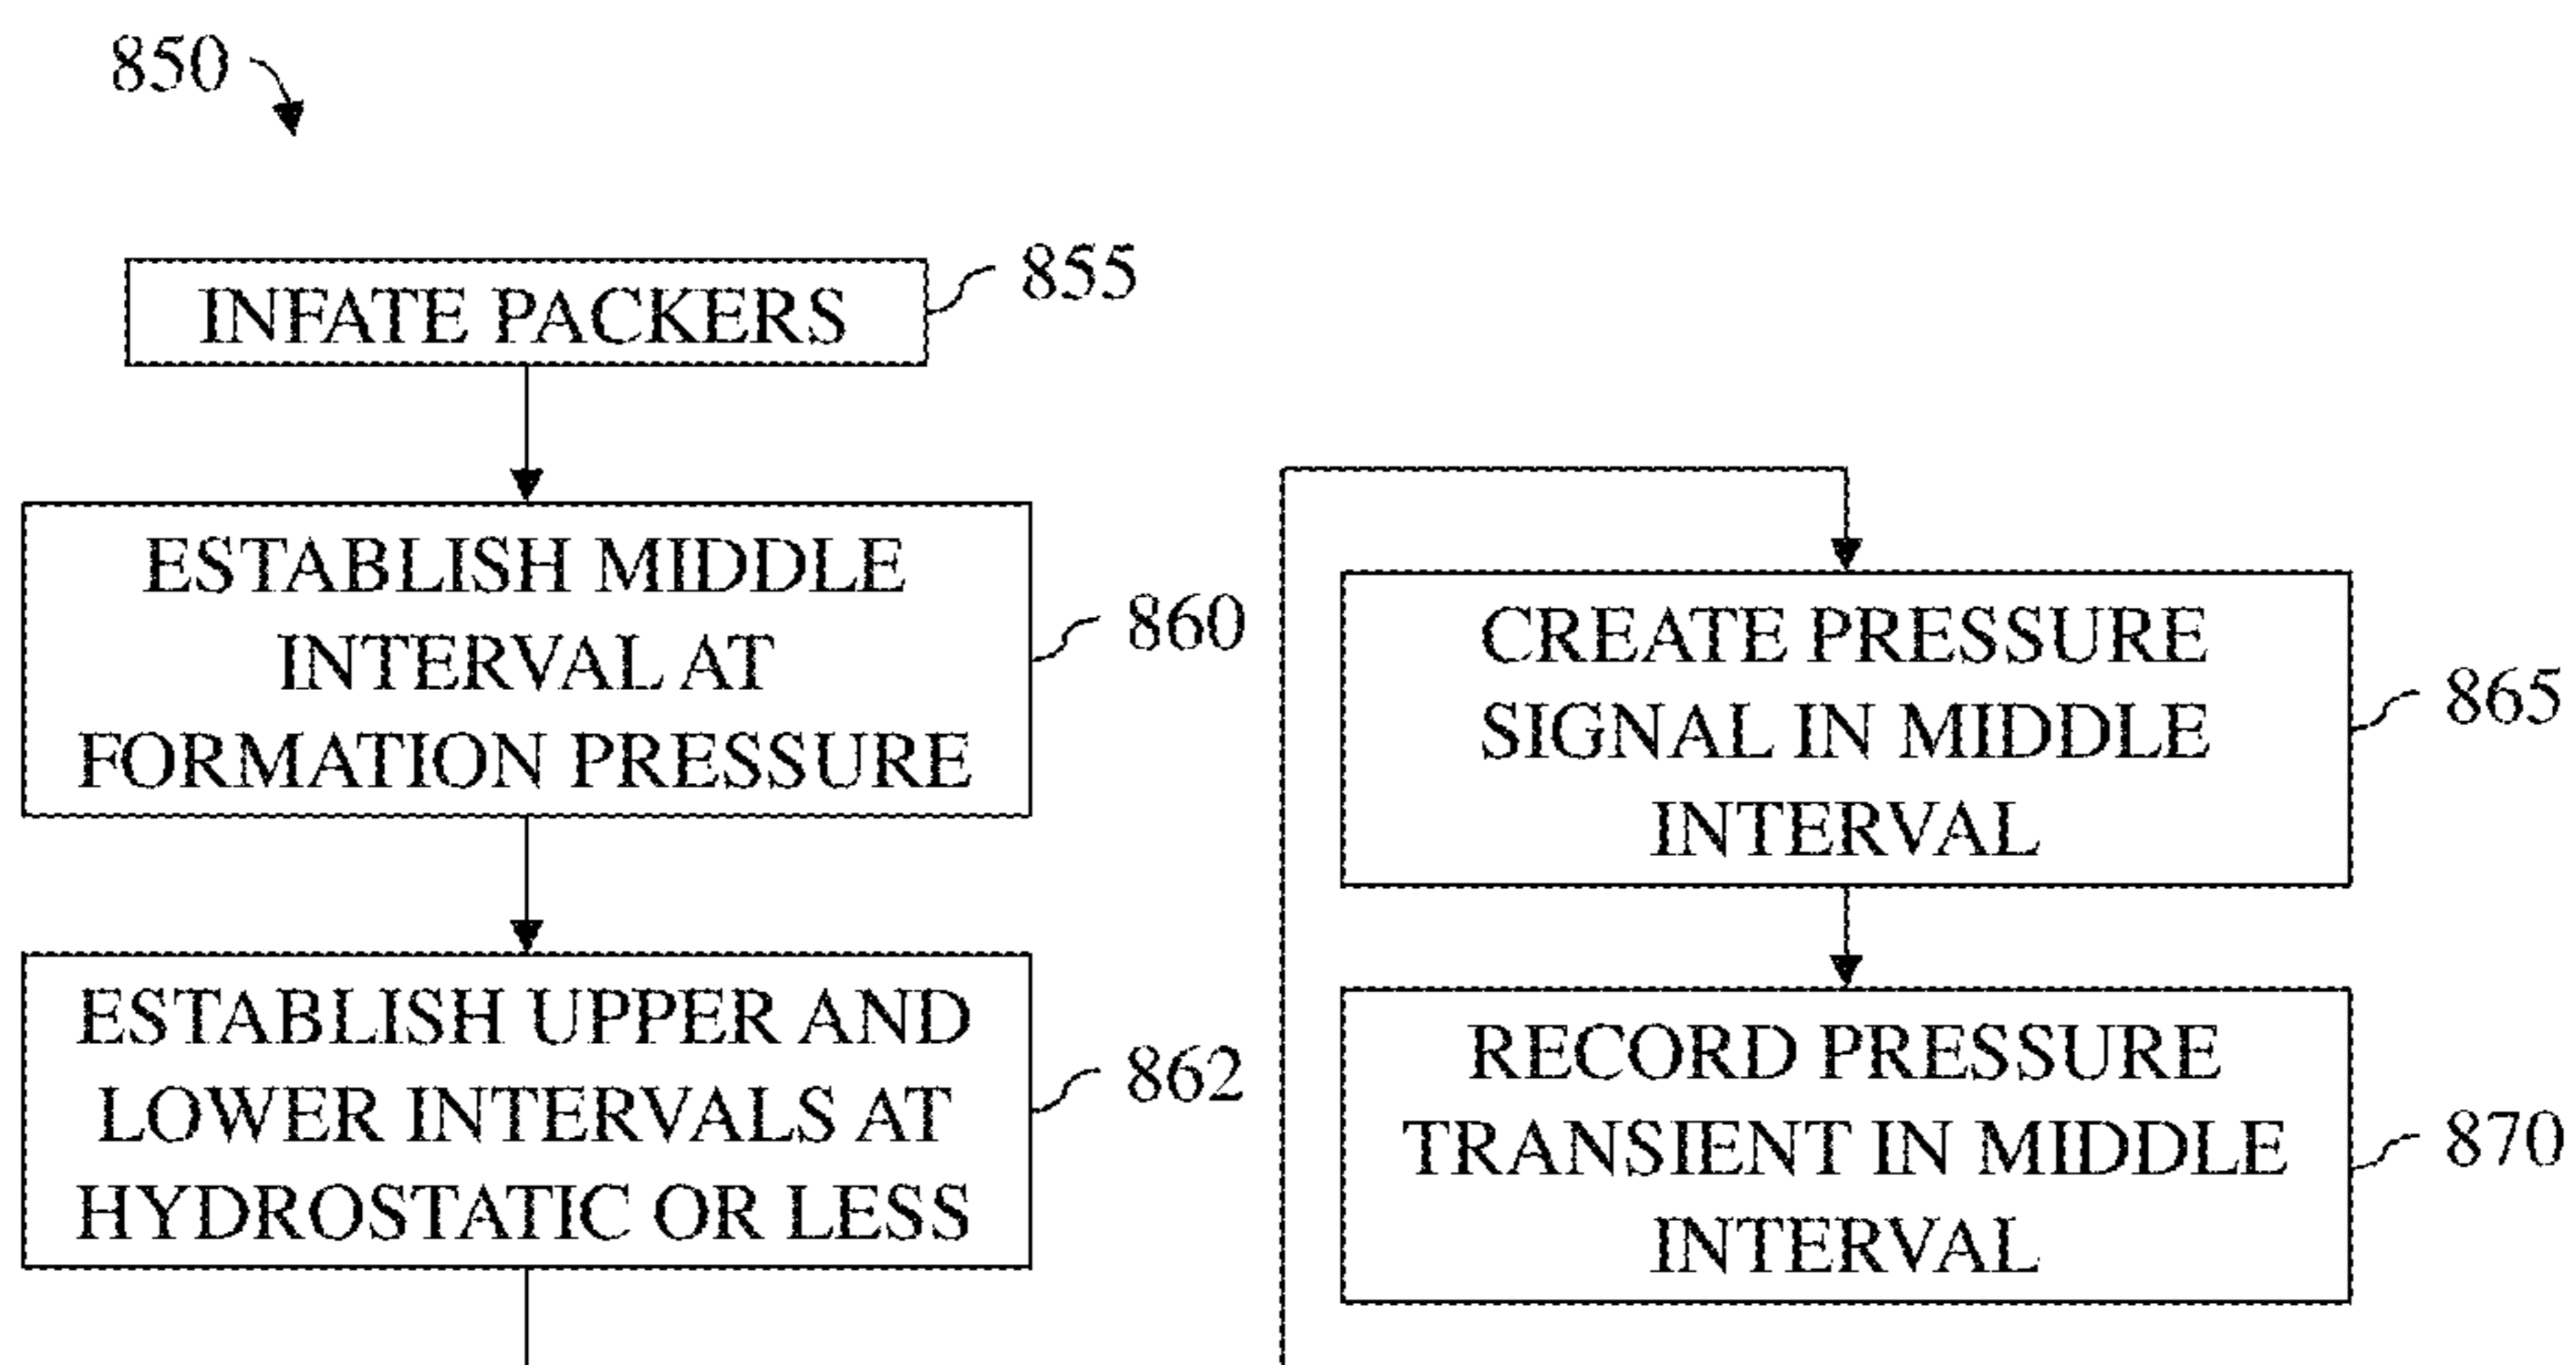 850
INFATE PACKERS
855
ESTABLISH MIDDLE
INTERVAL AT
FORMATION PRESSURE
860
ESTABLISH UPPER AND
LOWER INTERVALS AT
HYDROSTATIC OR LESS
862
CREATE PRESSURE
SIGNAL IN MIDDLE
INTERVAL
865
RECORD PRESSURE
TRANSIENT IN MIDDLE
INTERVAL
870